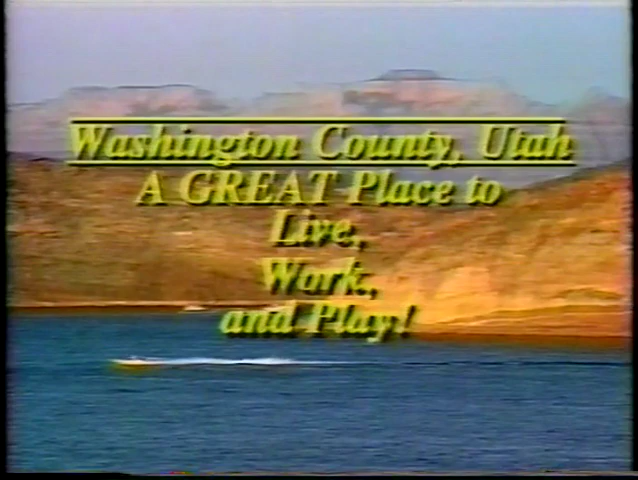 Washington County, Utah
A GREAT Place to
Live,
Work,
and Play!